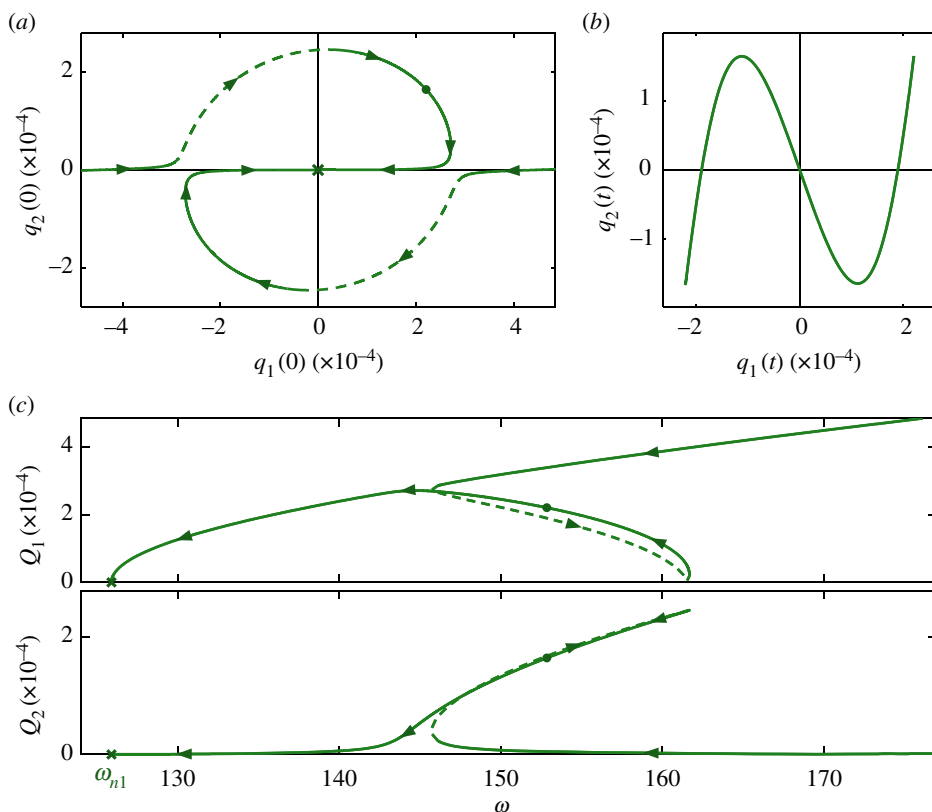 (a)
2
0
−2
q2(0) (×10−4)
−4
−2
0
2
4
q1(0) (×10−4)
(b)
1
0
−1
q2(t) (×10−4)
−2
0
2
q1(t) (×10−4)
(c)
4
2
0
Q1(×10−4)
2
0
Q2(×10−4)
ωn1
130
140
150
160
170
ω